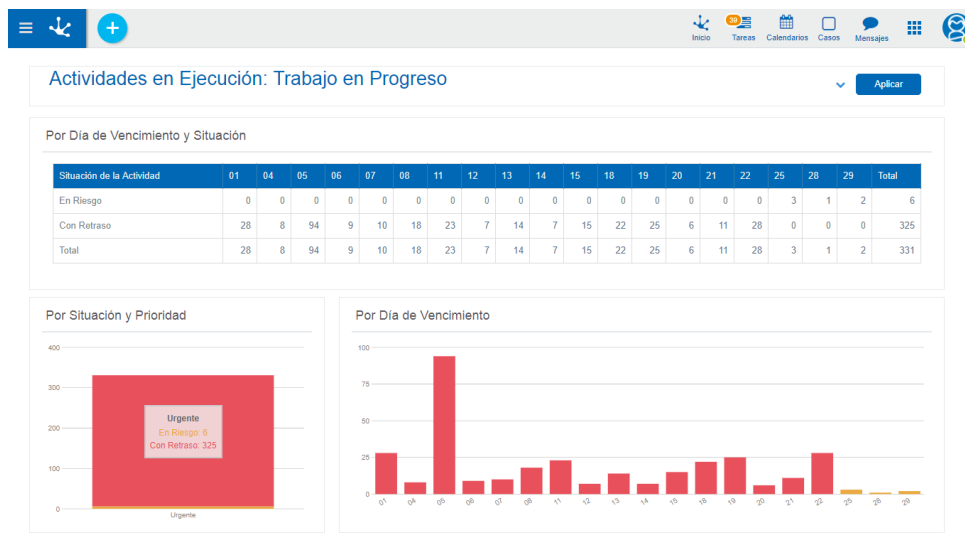 39
Inicio Tareas Calendarios Casos Mensajes
Actividades en Ejecución: Trabajo en Progreso
Aplicar
Por Día de Vencimiento y Situación
Situación de la Actividad 01 04 05 06 07 08 11 12 13 14 15 18 19 20 21 22 25 28 29 Total
En Riesgo 0 0 0 0 0 0 0 0 0 0 0 0 0 0 0 0 3 1 2 6
Con Retraso 28 8 94 9 10 18 23 7 14 7 15 22 25 6 11 28 0 0 0 325
Total 28 8 94 9 10 18 23 7 14 7 15 22 25 6 11 28 3 1 2 331
Por Situación y Prioridad
400
300
200
100
0
Urgente
En Riesgo: 6
Con Retraso: 325
Urgente
Por Día de Vencimiento
100
75
50
25
0
01 04 05 06 07 08 11 12 13 14 15 18 19 20 21 22 25 28 29